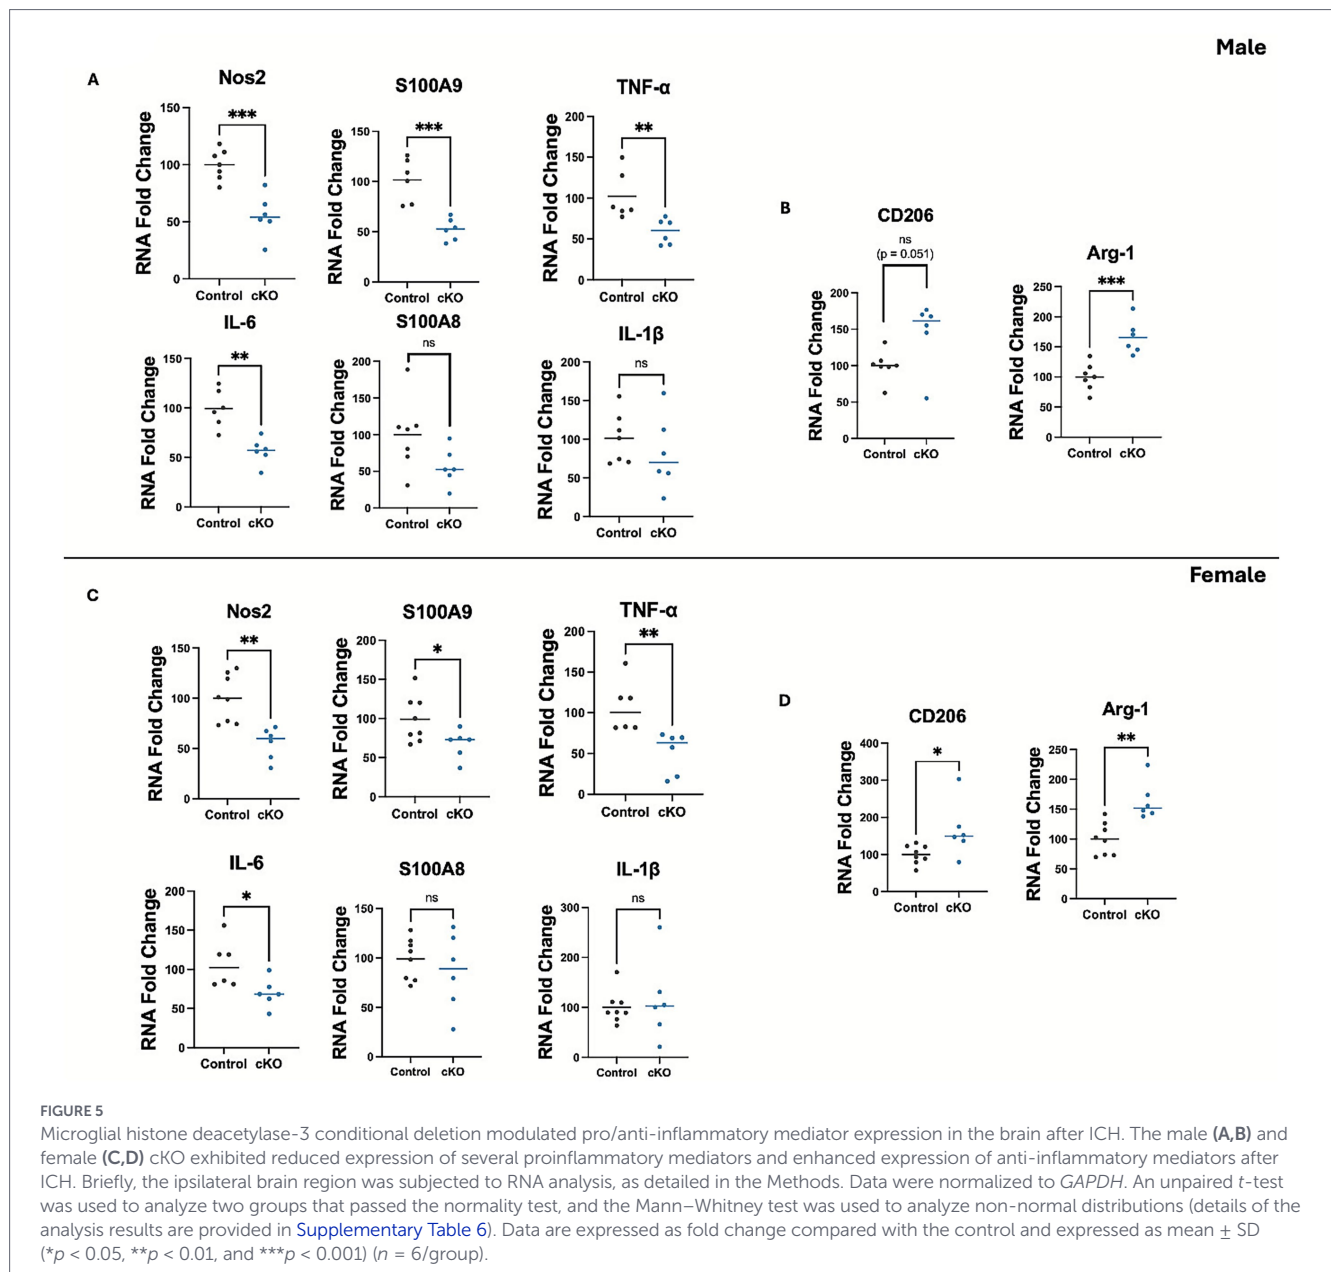 Male
A
Nos2
RNA Fold Change
150
100
50
0
***
Control cKO
S100A9
RNA Fold Change
150
100
50
0
***
Control cKO
TNF-α
RNA Fold Change
200
150
100
50
0
**
Control cKO
IL-6
RNA Fold Change
150
100
50
0
**
Control cKO
S100A8
RNA Fold Change
200
150
100
50
0
ns
Control cKO
IL-1β
RNA Fold Change
200
150
100
50
0
ns
Control cKO
B
CD206
RNA Fold Change
200
150
100
50
0
ns
(p = 0.051)
Control cKO
Arg-1
RNA Fold Change
250
200
150
100
50
0
***
Control cKO
Female
C
Nos2
RNA Fold Change
150
100
50
0
**
Control cKO
S100A9
RNA Fold Change
200
150
100
50
0
*
Control cKO
TNF-α
RNA Fold Change
200
150
100
50
0
**
Control cKO
IL-6
RNA Fold Change
200
150
100
50
0
*
Control cKO
S100A8
RNA Fold Change
150
100
50
0
ns
Control cKO
IL-1β
RNA Fold Change
300
200
100
0
ns
Control cKO
D
CD206
RNA Fold Change
400
300
200
100
0
*
Control cKO
Arg-1
RNA Fold Change
250
200
150
100
50
0
**
Control cKO
FIGURE 5
Microglial histone deacetylase-3 conditional deletion modulated pro/anti-inflammatory mediator expression in the brain after ICH. The male (A,B) and
female (C,D) cKO exhibited reduced expression of several proinflammatory mediators and enhanced expression of anti-inflammatory mediators after
ICH. Briefly, the ipsilateral brain region was subjected to RNA analysis, as detailed in the Methods. Data were normalized to GAPDH. An unpaired t-test
was used to analyze two groups that passed the normality test, and the Mann–Whitney test was used to analyze non-normal distributions (details of the
analysis results are provided in Supplementary Table 6). Data are expressed as fold change compared with the control and expressed as mean ± SD
(*p < 0.05, **p < 0.01, and ***p < 0.001) (n = 6/group).